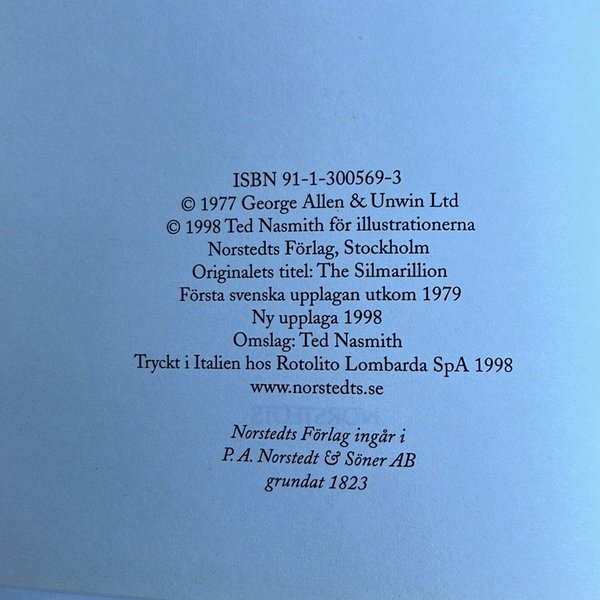 ISBN 91-1-300569-3
© 1977 George Allen & Unwin Ltd
© 1998 Ted Nasmith för illustrationerna
Norstedts Förlag, Stockholm
Originalets titel: The Silmarillion
Första svenska upplagan utkom 1979
Ny upplaga 1998
Omslag: Ted Nasmith
Tryckt i Italien hos Rotolito Lombarda SpA 1998
www.norstedts.se
Norstedts Förlag ingår i
P. A. Norstedt & Söner AB
grundat 1823